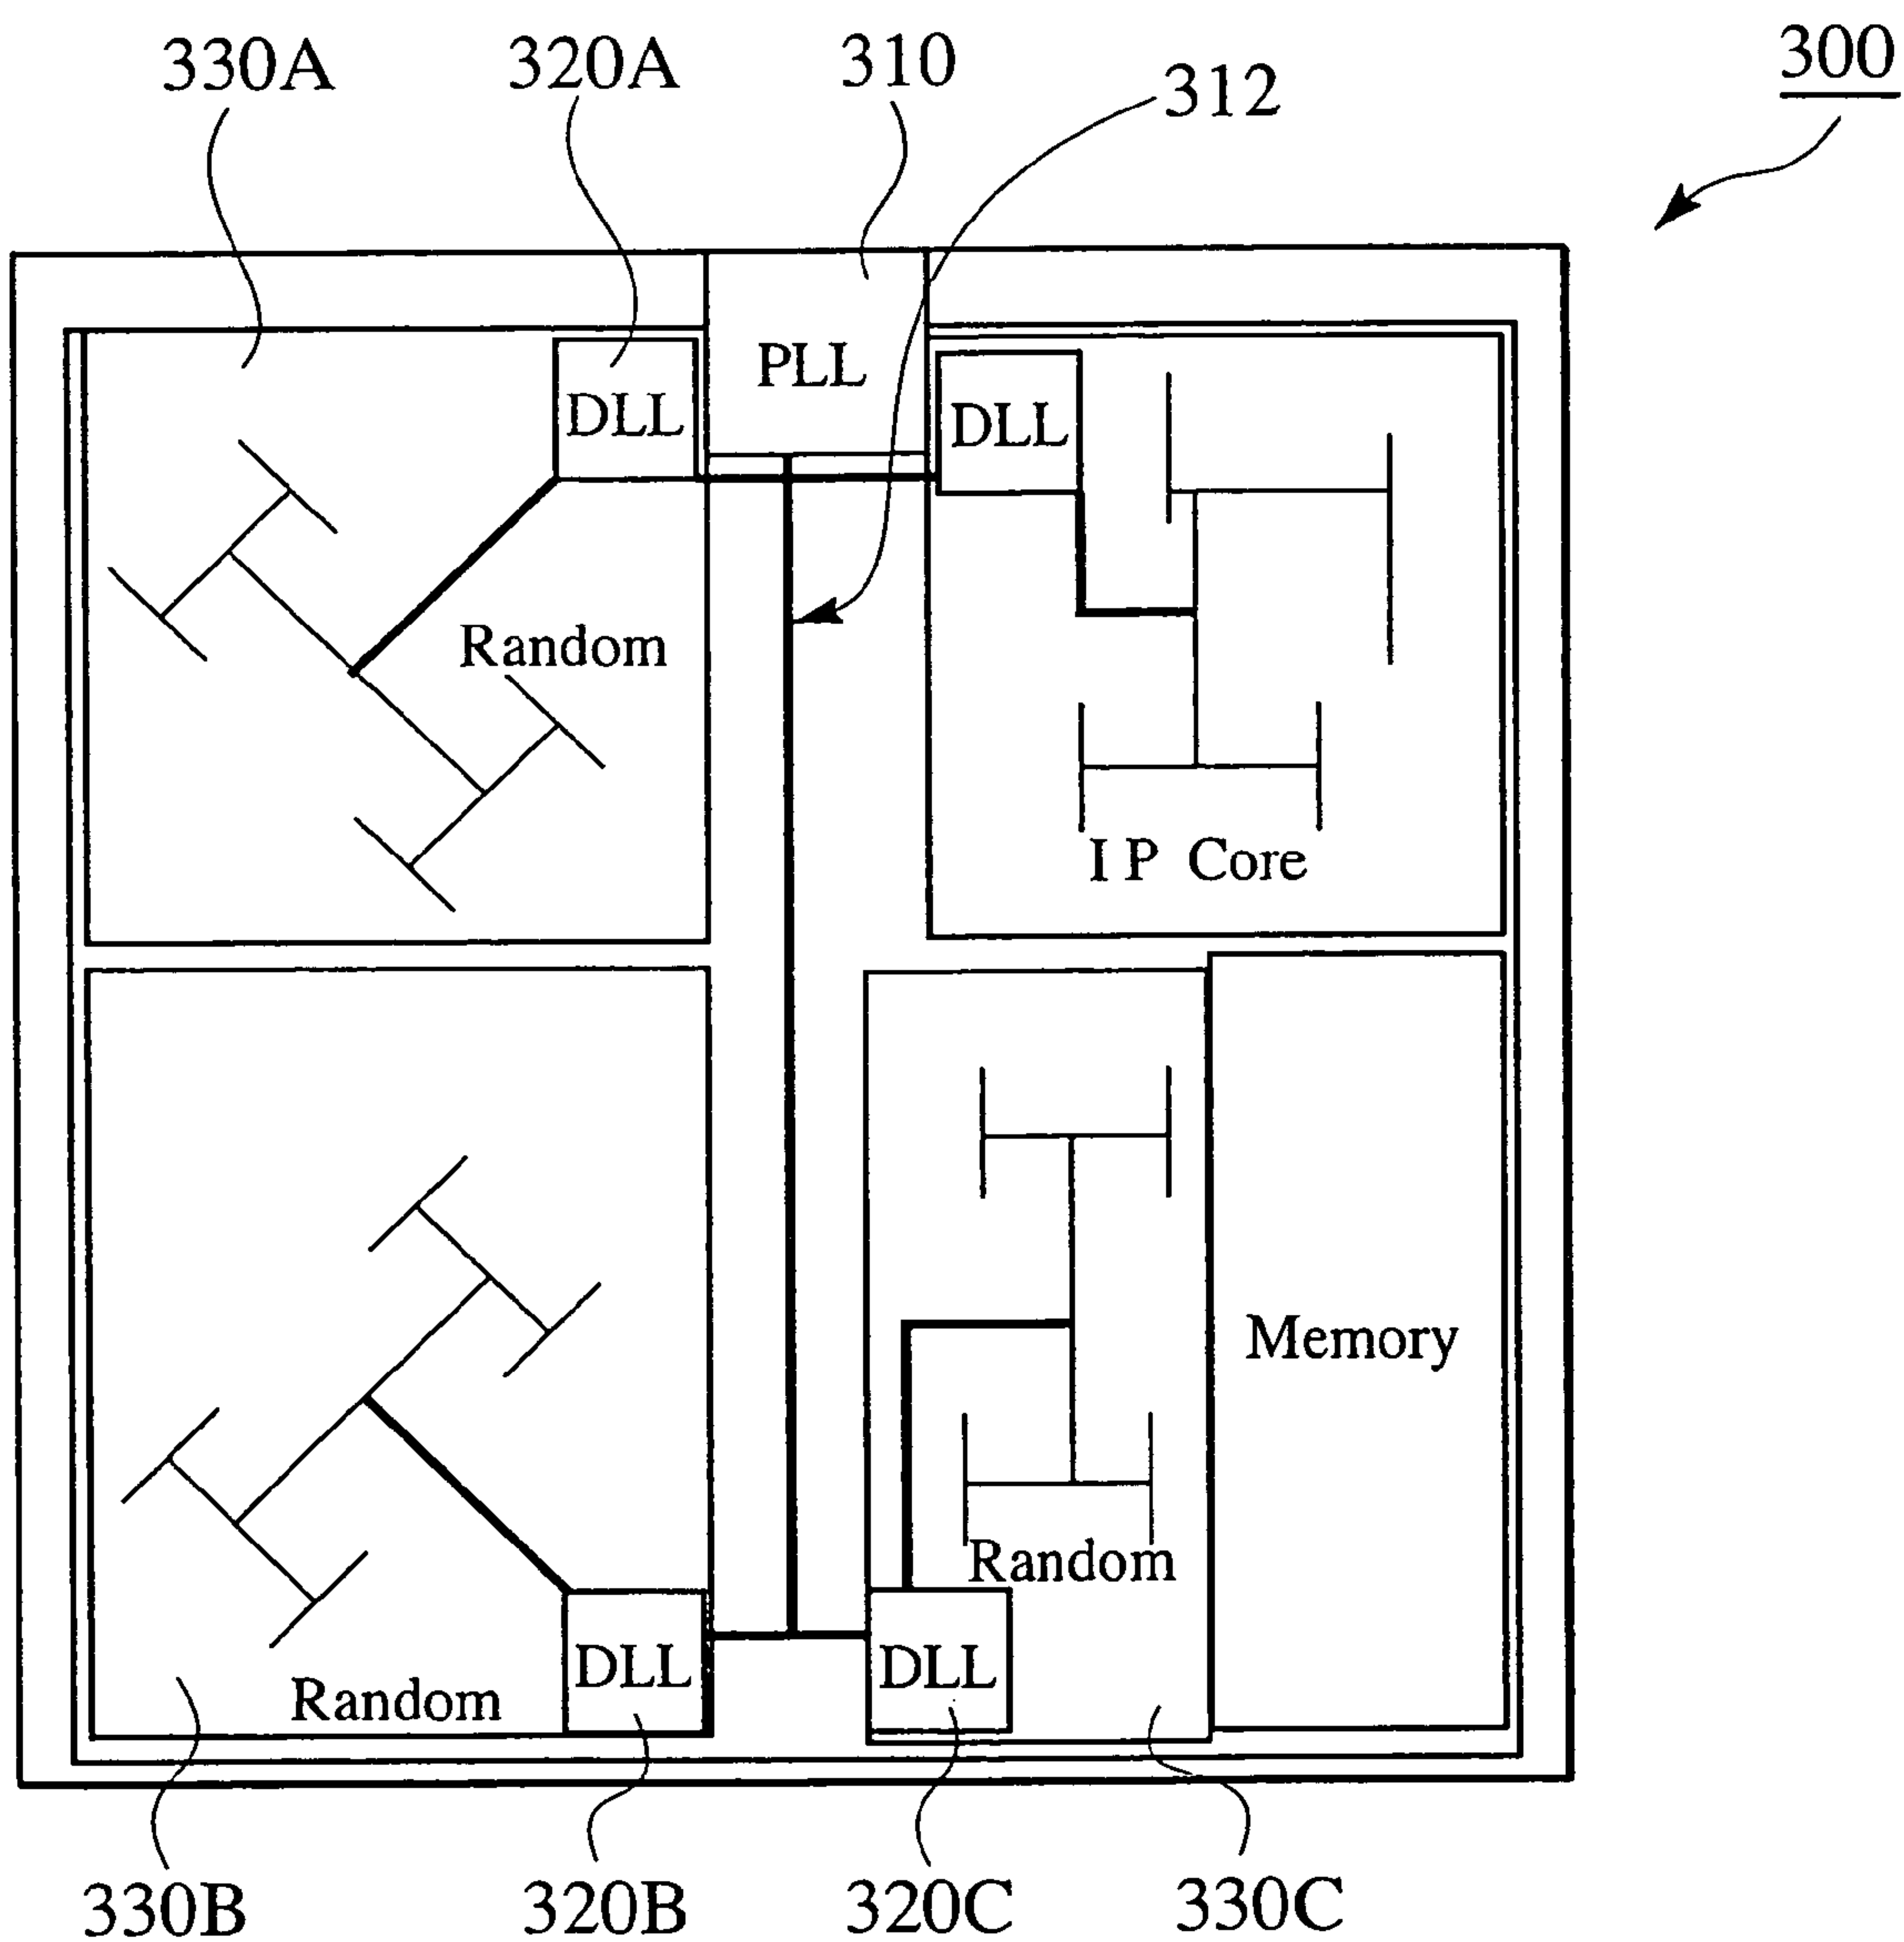 330A
320A
310
312
300
PLL
DLL
DLL
Random
I P Core
Memory
Random
DLL
DLL
Random
330B
320B
320C
330C